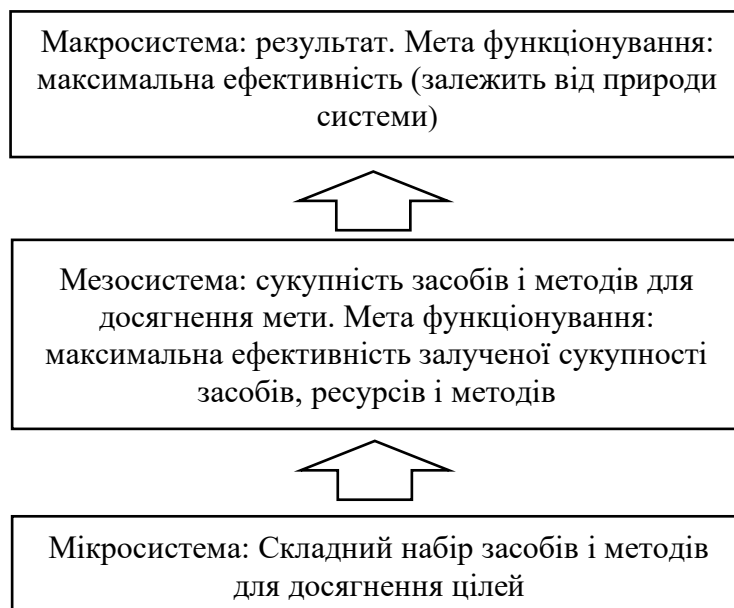 Макросистема: результат. Мета функціонування:
максимальна ефективність (залежить від природи
системи)
Мезосистема: сукупність засобів і методів для
досягнення мети. Мета функціонування:
максимальна ефективність залученої сукупності
засобів, ресурсів і методів
Мікросистема: Складний набір засобів і методів
для досягнення цілей